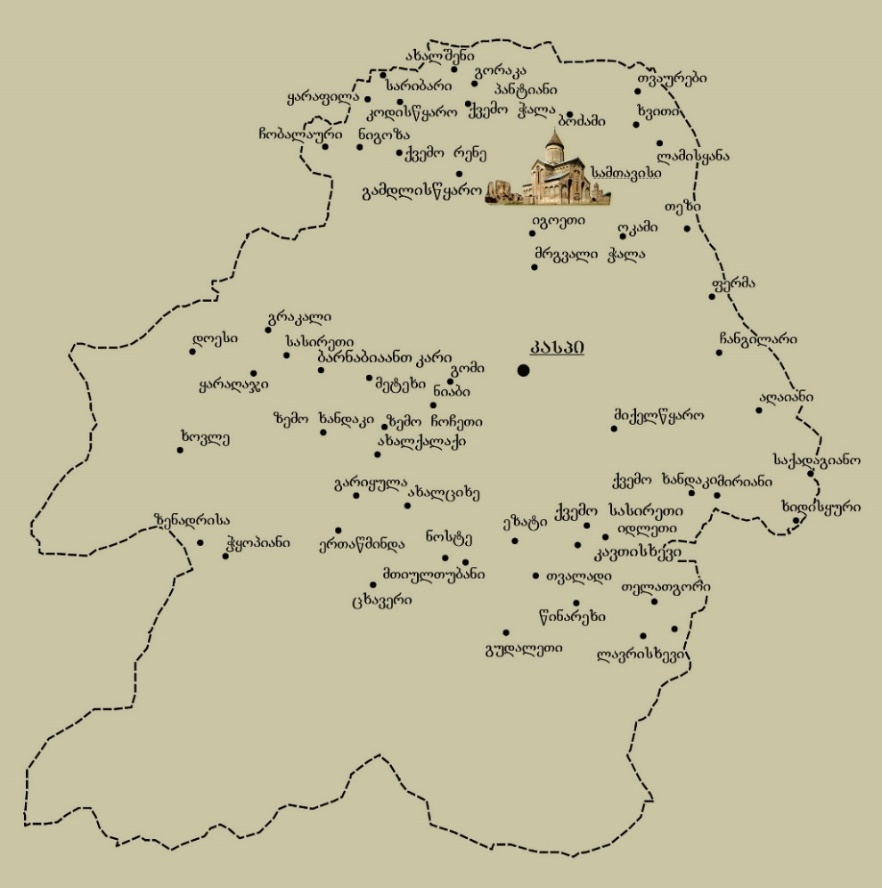 ახალშენი
გორაკა
თვაურები
სარიბარი
პანტიანი
ყარაფილა
კოდისწყარო
ქვემო ჭალა
ხვითი
ბოძამი
ჩობალაური
ნიგოზა
ქვემო რენე
ლამისყანა
სამთავისი
გამდლისწყარო
თეზი
იგოეთი
ოკამი
მრგვალი ჭალა
ფერმა
გრაკალი
დოესი
სასირეთი
ჩანგილარი
კასპი
ბარნაბიაანთ კარი
გომი
ყარაღაჯი
მეტეხი
ნიაბი
აღაიანი
ზემო ხანდაკი
ზემო ჩოჩეთი
მიქელწყარო
ხოვლე
ახალქალაქი
საქადაგიანო
გარიყულა
ახალციხე
ქვემო ხანდაკი
მირიანი
ხიდისყური
ზენადრისა
ეზატი
ქვემო სასირეთი
იდლეთი
ჭყოპიანი
ერთაწმინდა
ნოსტე
კავთისხევი
მთიულთუბანი
თვალადი
თელათგორი
ცხავერი
წინარეხი
გუდალეთი
ლავრისხევი